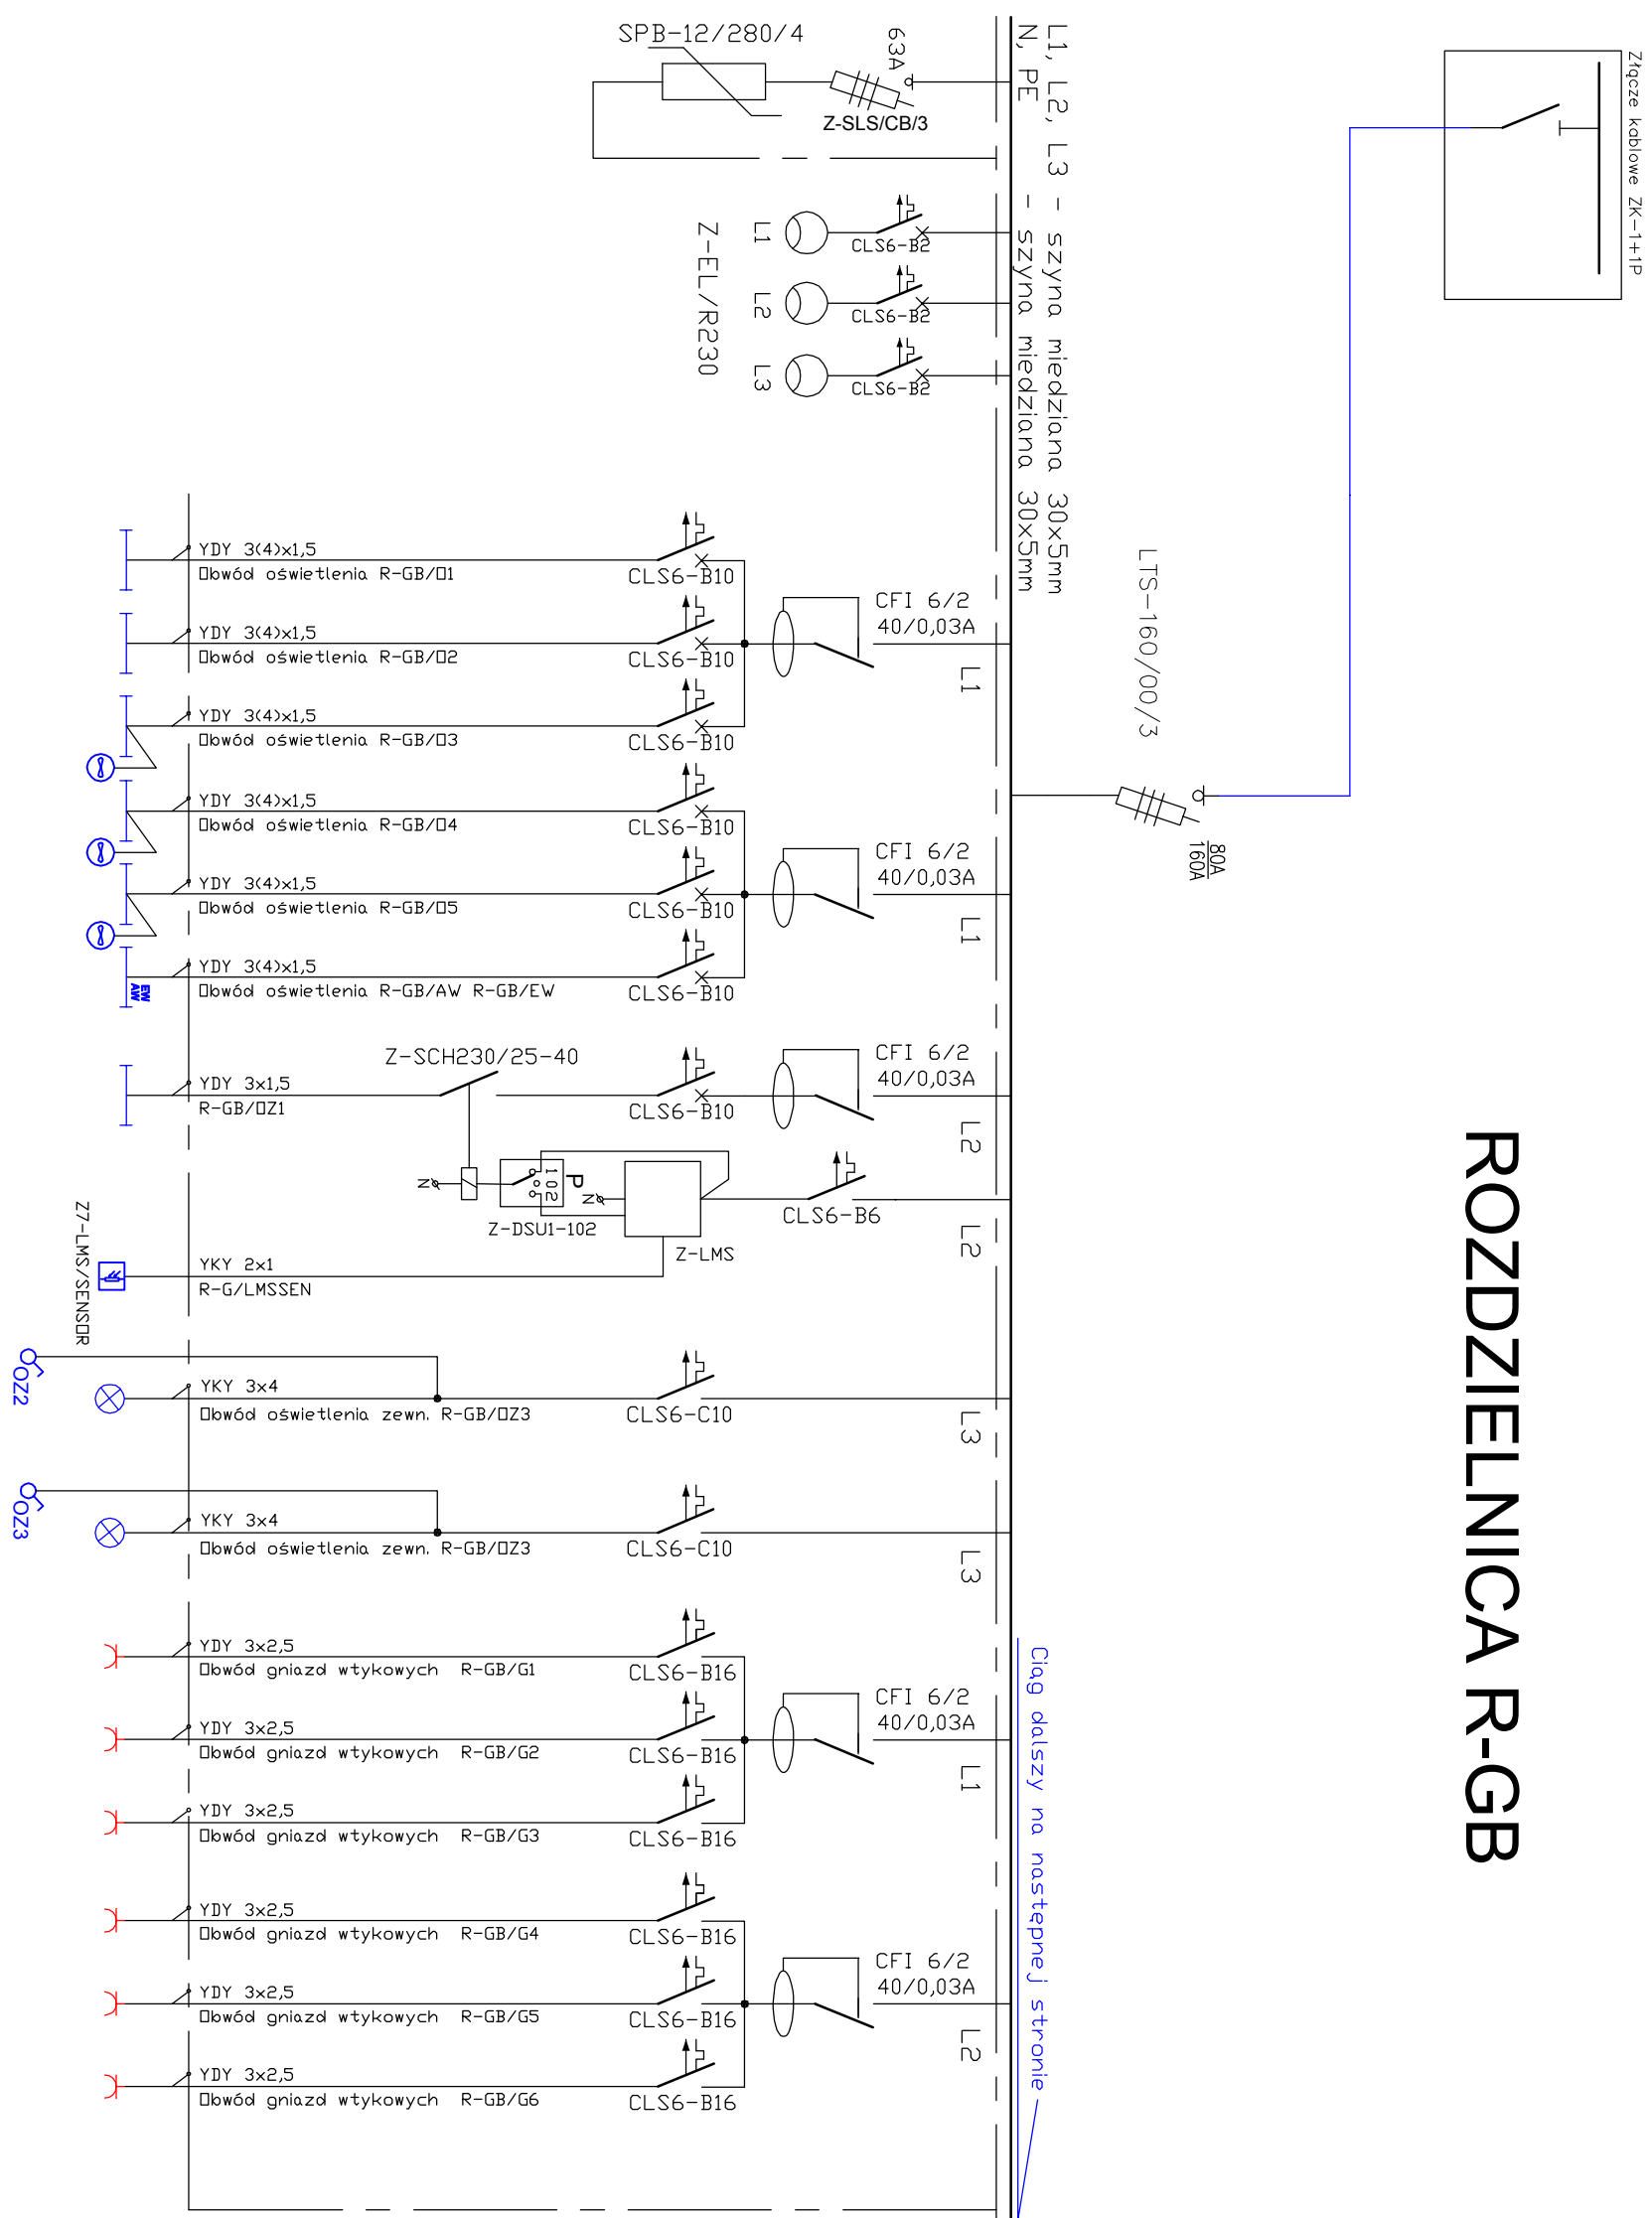 Złącze kablowe ZK-1+1P
ROZDZIELNICA R-GB
LTS-160/00/3
80A
160A
L1, L2, L3 - szyna miedziana 30x5mm
N, PE - szyna miedziana 30x5mm
SPB-12/280/4
63A
Z-SLS/CB/3
CLS6-B2
L1
CLS6-B2
L2
CLS6-B2
L3
Z-EL/R230
YDY 3(4)x1,5
Obwód oświetlenia R-GB/O1
CLS6-B10
CFI 6/2
40/0,03A
L1
YDY 3(4)x1,5
Obwód oświetlenia R-GB/O2
CLS6-B10
YDY 3(4)x1,5
Obwód oświetlenia R-GB/O3
CLS6-B10
YDY 3(4)x1,5
Obwód oświetlenia R-GB/O4
CLS6-B10
CFI 6/2
40/0,03A
L1
YDY 3(4)x1,5
Obwód oświetlenia R-GB/O5
CLS6-B10
YDY 3(4)x1,5
Obwód oświetlenia R-GB/AW R-GB/EW
CLS6-B10
EW
AW
Z-SCH230/25-40
YDY 3x1,5
R-GB/OZ1
CLS6-B10
CFI 6/2
40/0,03A
L2
N
1 0 2
P
Z-DSU1-102
N
Z-LMS
CLS6-B6
L2
YKY 2x1
R-G/LMSSEN
Z7-LMS/SENSOR
OZ2
YKY 3x4
Obwód oświetlenia zewn. R-GB/OZ3
CLS6-C10
L3
OZ3
YKY 3x4
Obwód oświetlenia zewn. R-GB/OZ3
CLS6-C10
L3
Ciąg dalszy na następnej stronie
YDY 3x2,5
Obwód gniazd wtykowych R-GB/G1
CLS6-B16
CFI 6/2
40/0,03A
L1
YDY 3x2,5
Obwód gniazd wtykowych R-GB/G2
CLS6-B16
YDY 3x2,5
Obwód gniazd wtykowych R-GB/G3
CLS6-B16
YDY 3x2,5
Obwód gniazd wtykowych R-GB/G4
CLS6-B16
CFI 6/2
40/0,03A
L2
YDY 3x2,5
Obwód gniazd wtykowych R-GB/G5
CLS6-B16
YDY 3x2,5
Obwód gniazd wtykowych R-GB/G6
CLS6-B16